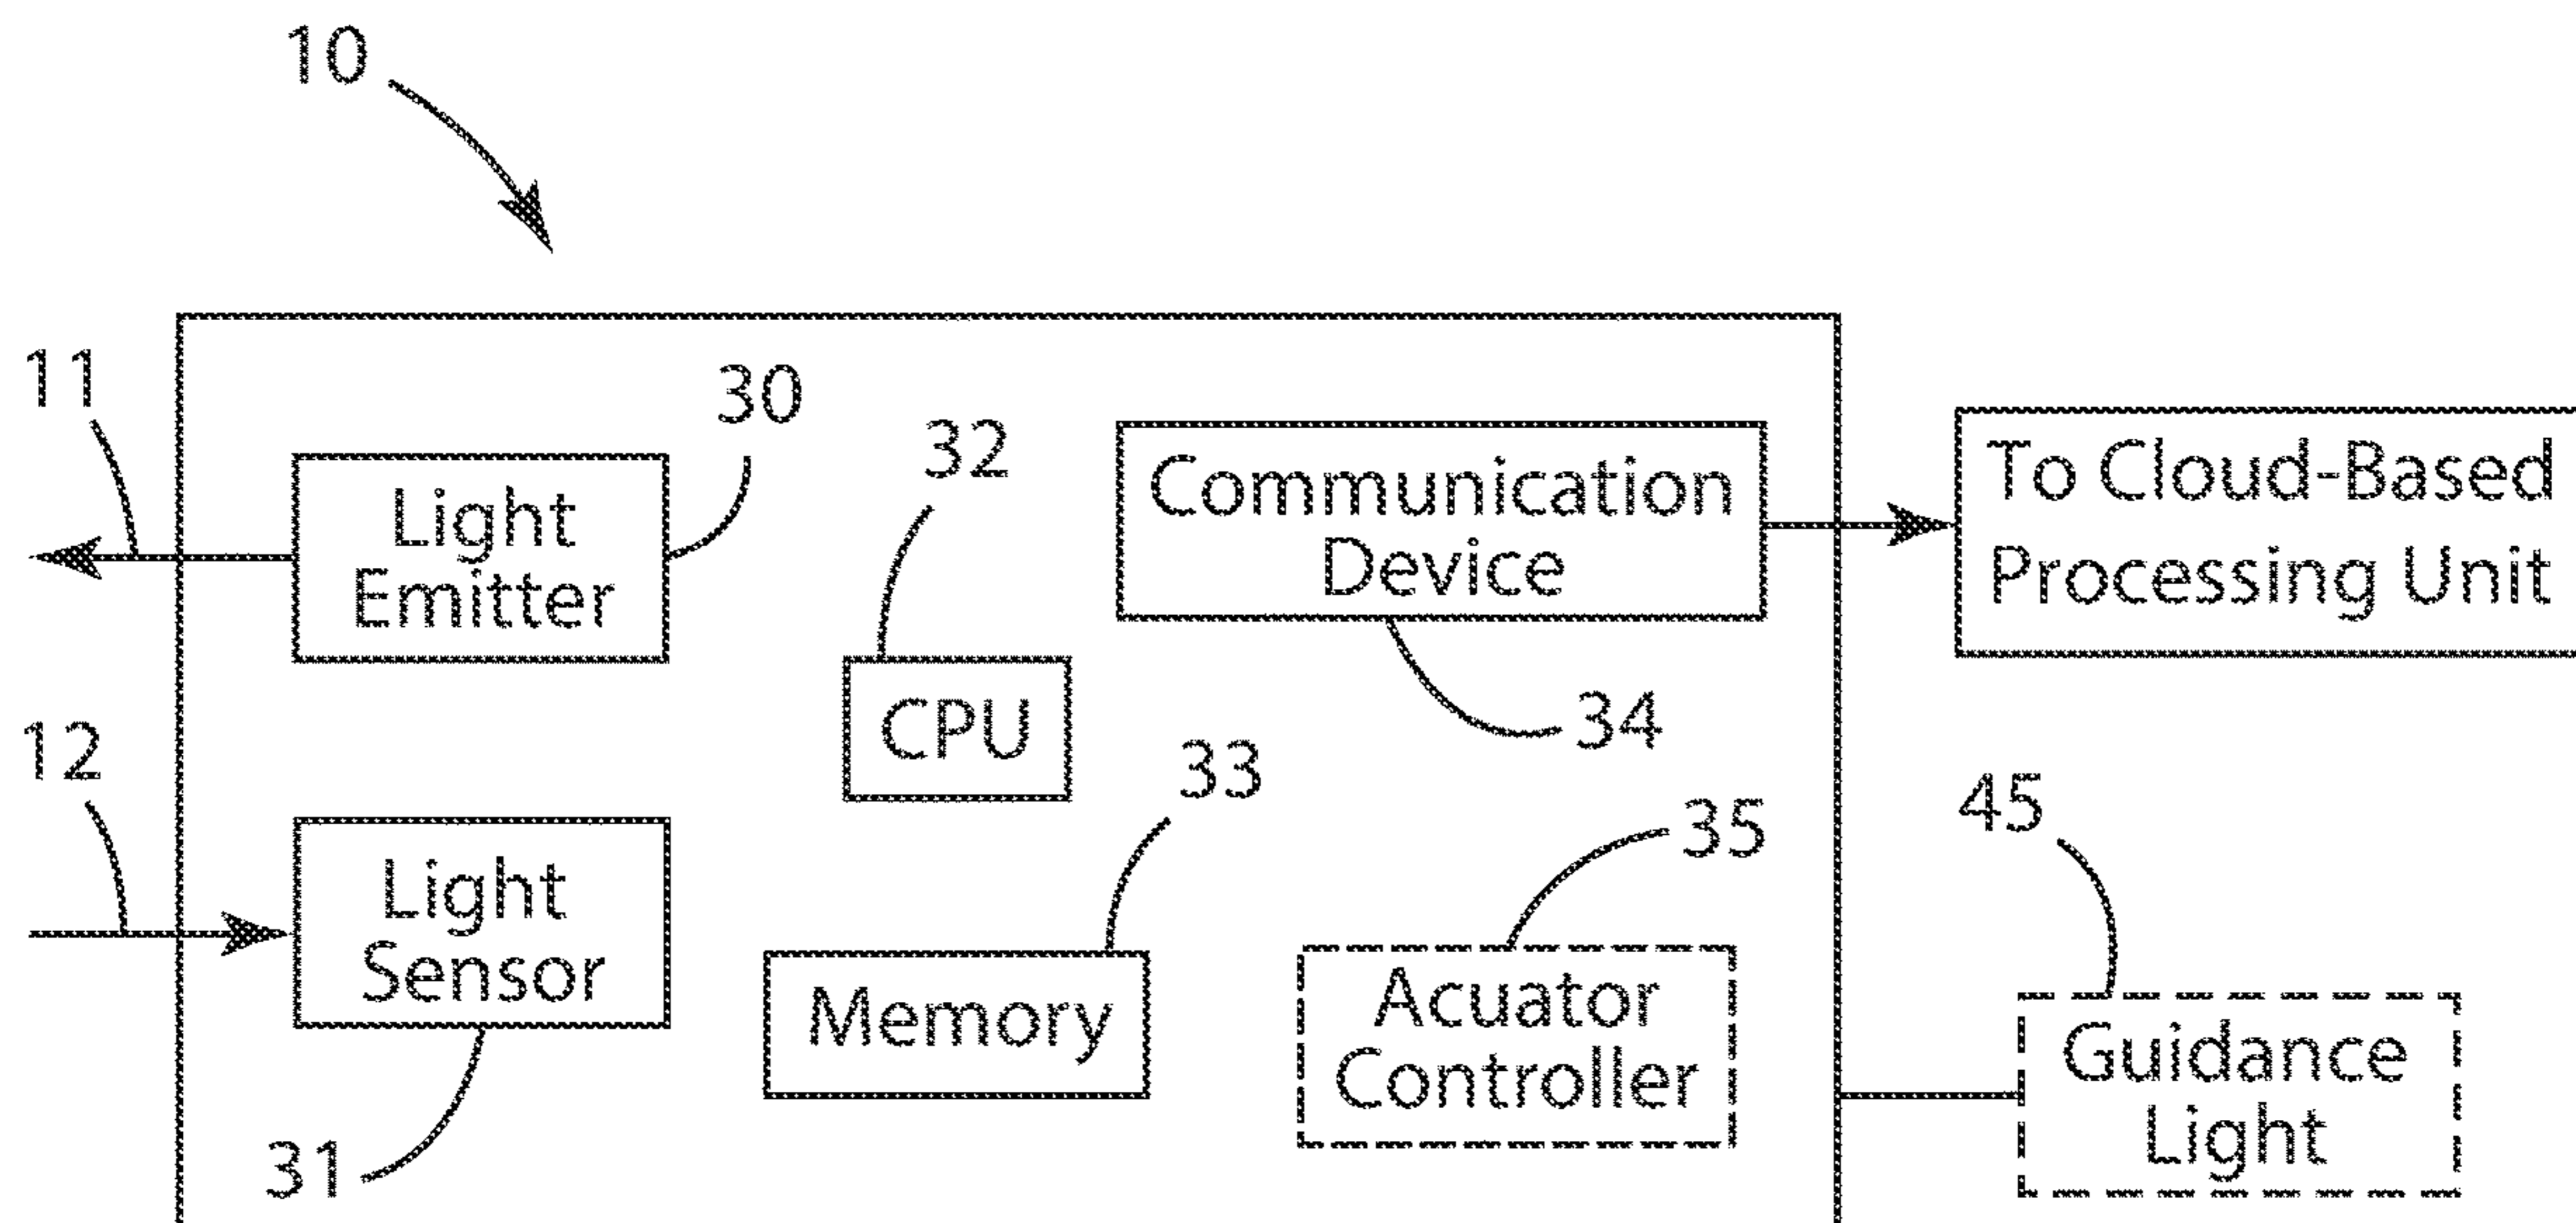 10
11
30
32
Communication
Device
To Cloud-Based
Processing Unit
Light
Emitter
12
CPU
34
33
35
45
Light
Sensor
Memory
Acuator
Controller
Guidance
Light
31